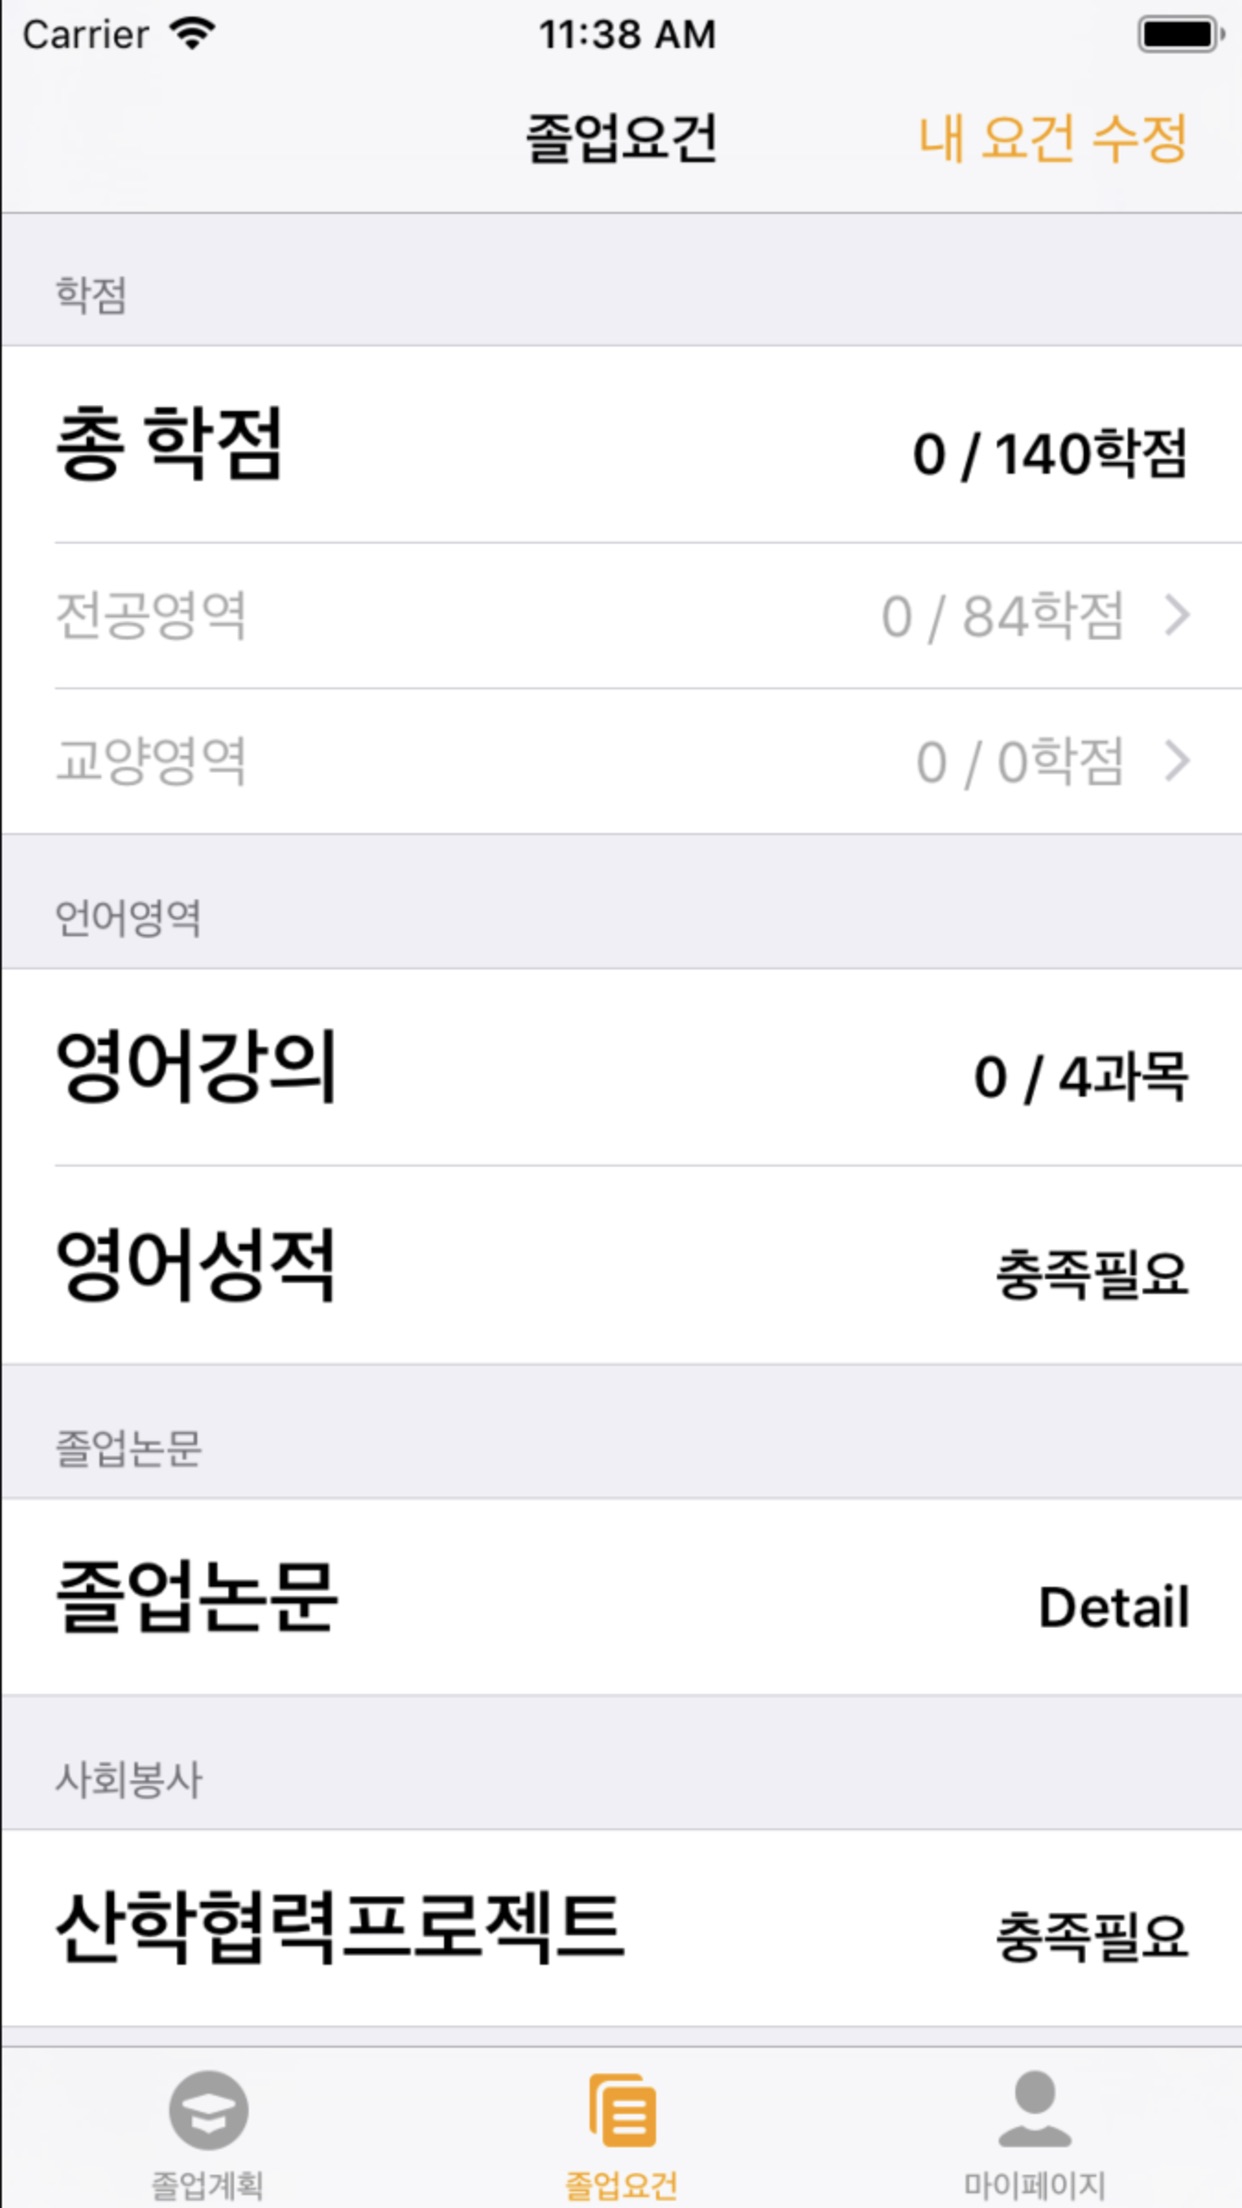 Carrier 11:38 AM
졸업요건 내 요건 수정
학점
총 학점 0 / 140학점
전공영역 0 / 84학점
교양영역 0 / 0학점
언어영역
영어강의 0 / 4과목
영어성적 충족필요
졸업논문
졸업논문 Detail
사회봉사
산학협력프로젝트 충족필요
졸업계획 졸업요건 마이페이지